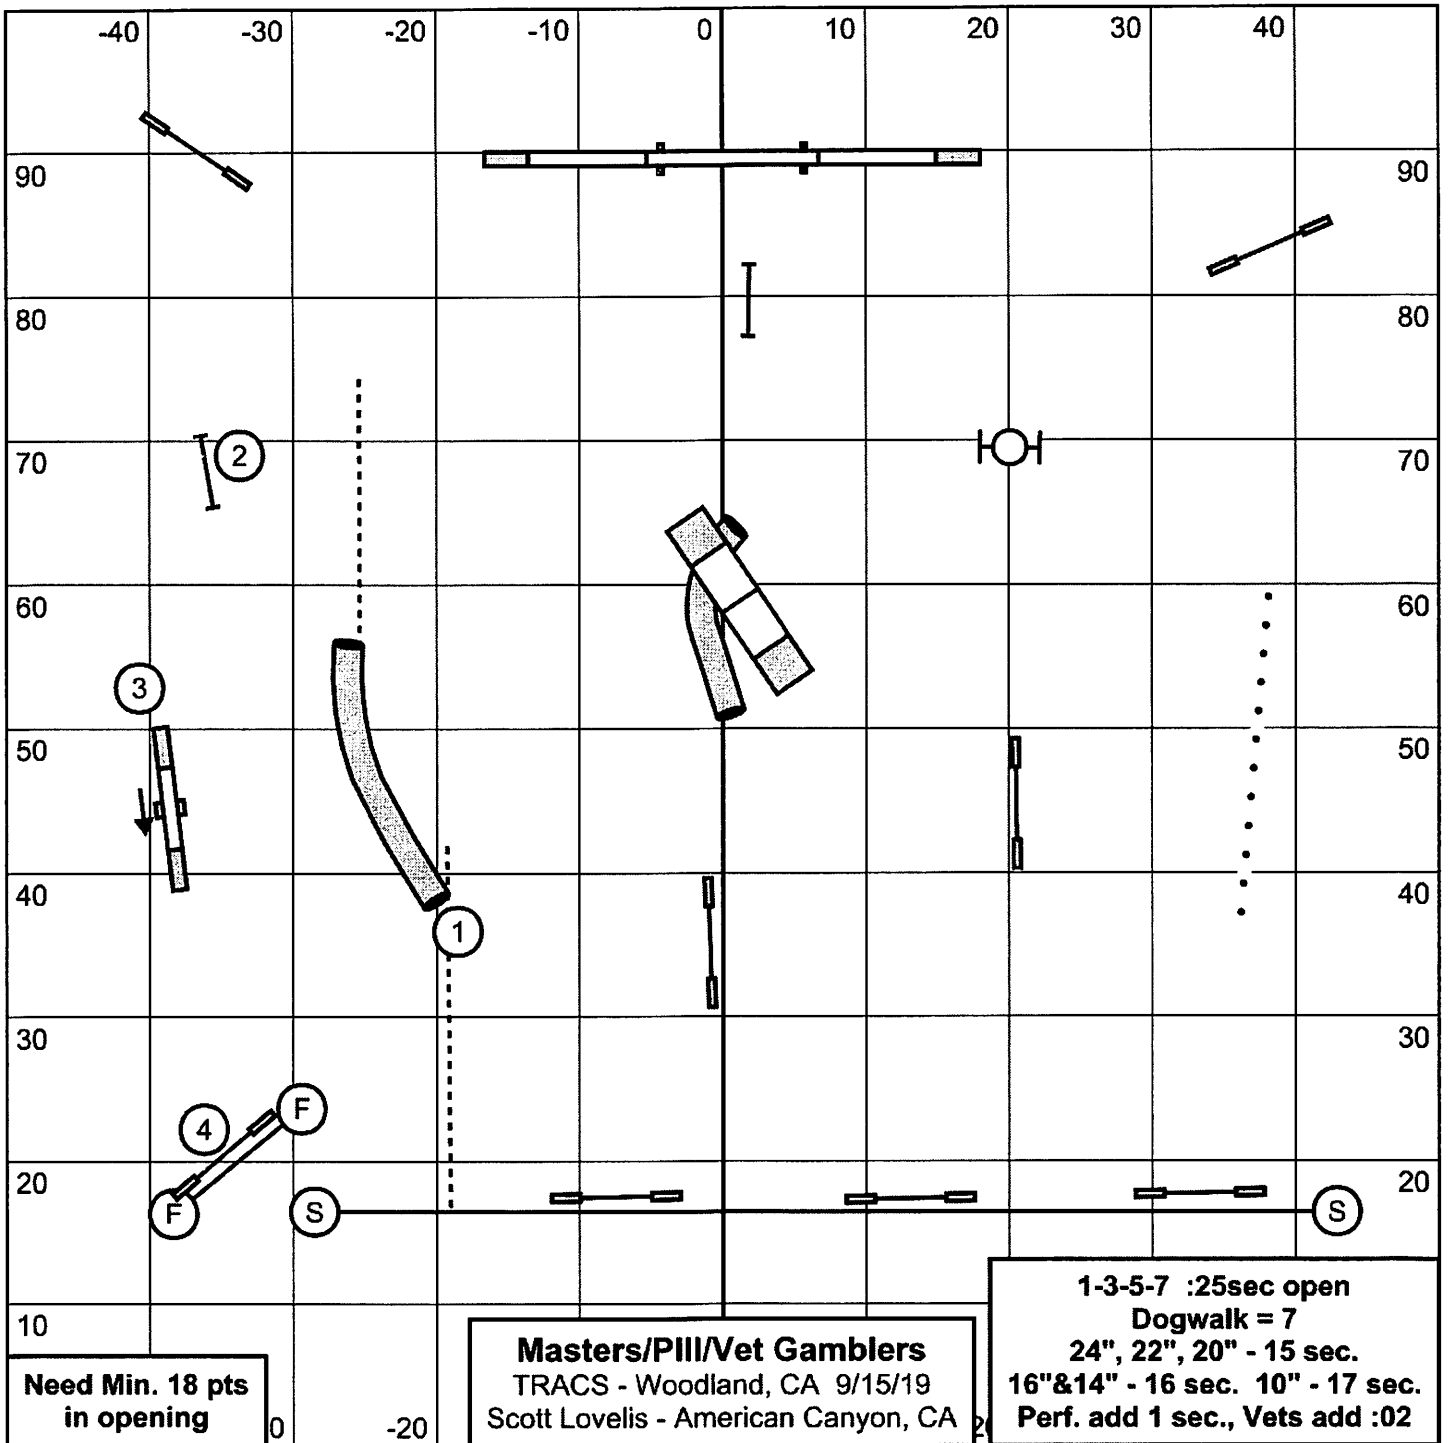 -40 -30 -20 -10 0 10 20 30 40
90 90
80 80
2
70 70
60 60
3
50 50
40 40
1
30 30
F
4
20 20
F S S
10
1-3-5-7 :25sec open
Dogwalk = 7
24", 22", 20" - 15 sec.
16"&14" - 16 sec. 10" - 17 sec.
Perf. add 1 sec., Vets add :02
Masters/PIII/Vet Gamblers
TRACS - Woodland, CA 9/15/19
Scott Lovelis - American Canyon, CA
Need Min. 18 pts
in opening
0 -20